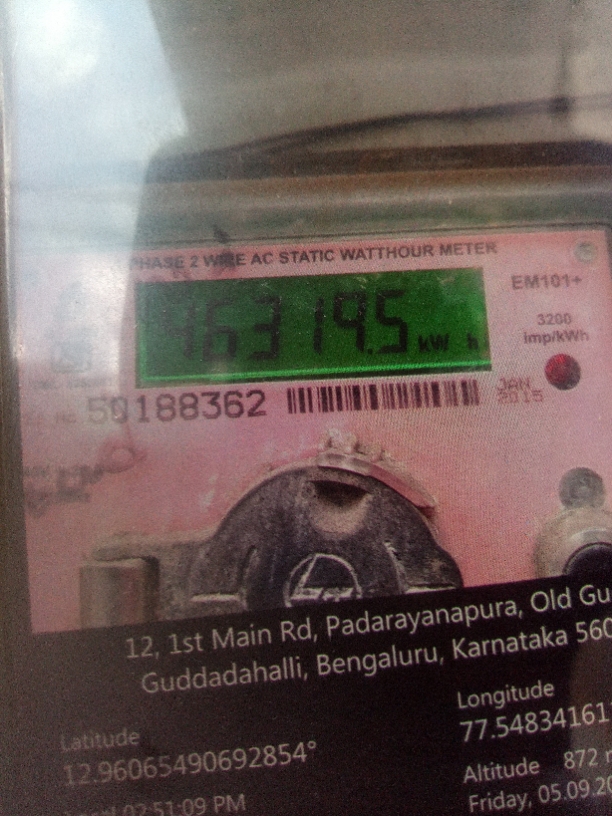 PHASE 2 WIRE AC STATIC WATTHOUR METER
EM101+
46319.5 kW h
3200
imp/kWh
50188362
JAN
2015
12, 1st Main Rd, Padarayanapura, Old Gu
Guddadahalli, Bengaluru, Karnataka 560
Latitude
12.96065490692854°
Longitude
77.54834161
Local 02:51:09 PM
Altitude 872
Friday, 05.09.20